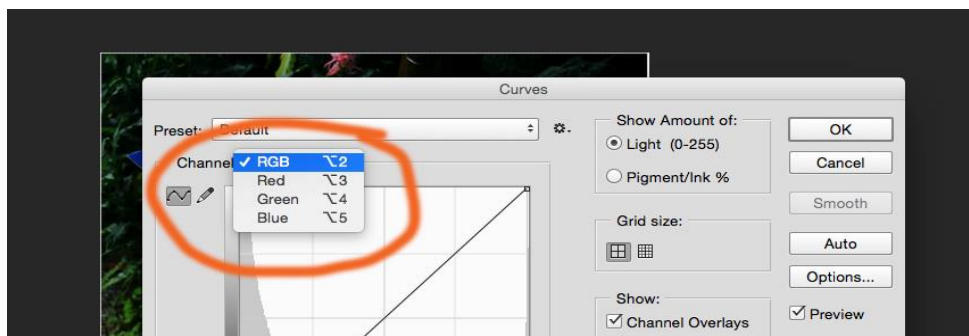 Curves
Preset: Default
Channel
✓ RGB ⌥2
Red ⌥3
Green ⌥4
Blue ⌥5
Show Amount of:
Light (0-255)
Pigment/Ink %
Grid size:
Show:
Channel Overlays
OK
Cancel
Smooth
Auto
Options...
Preview